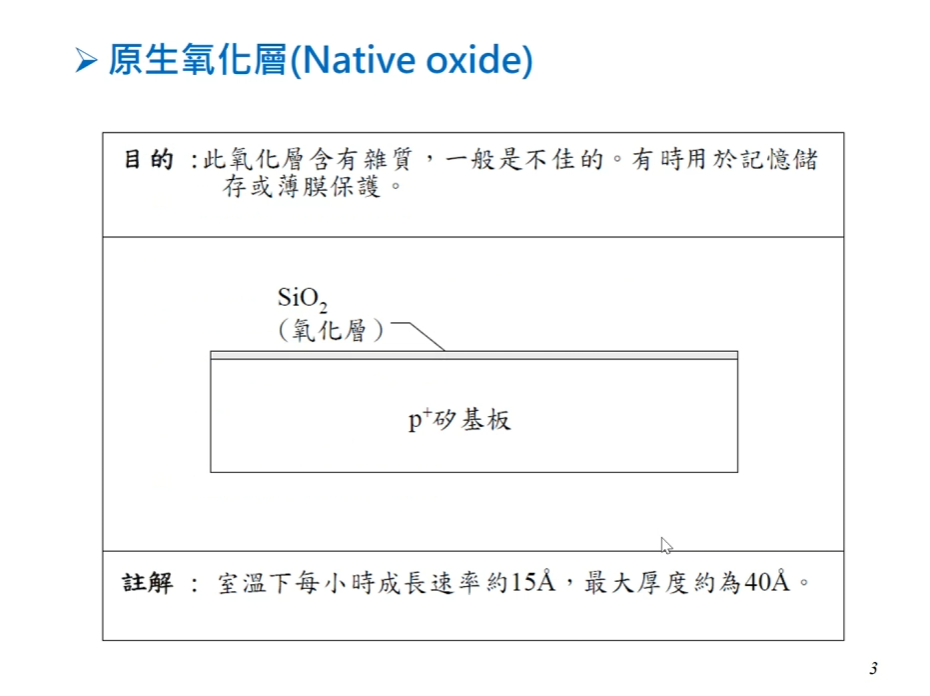 原生氧化層(Native oxide)
目的 :此氧化層含有雜質，一般是不佳的。有時用於記憶儲
存或薄膜保護。
SiO₂
（氧化層）
p⁺矽基板
註解 : 室溫下每小時成長速率約15Å，最大厚度約為40Å。
3